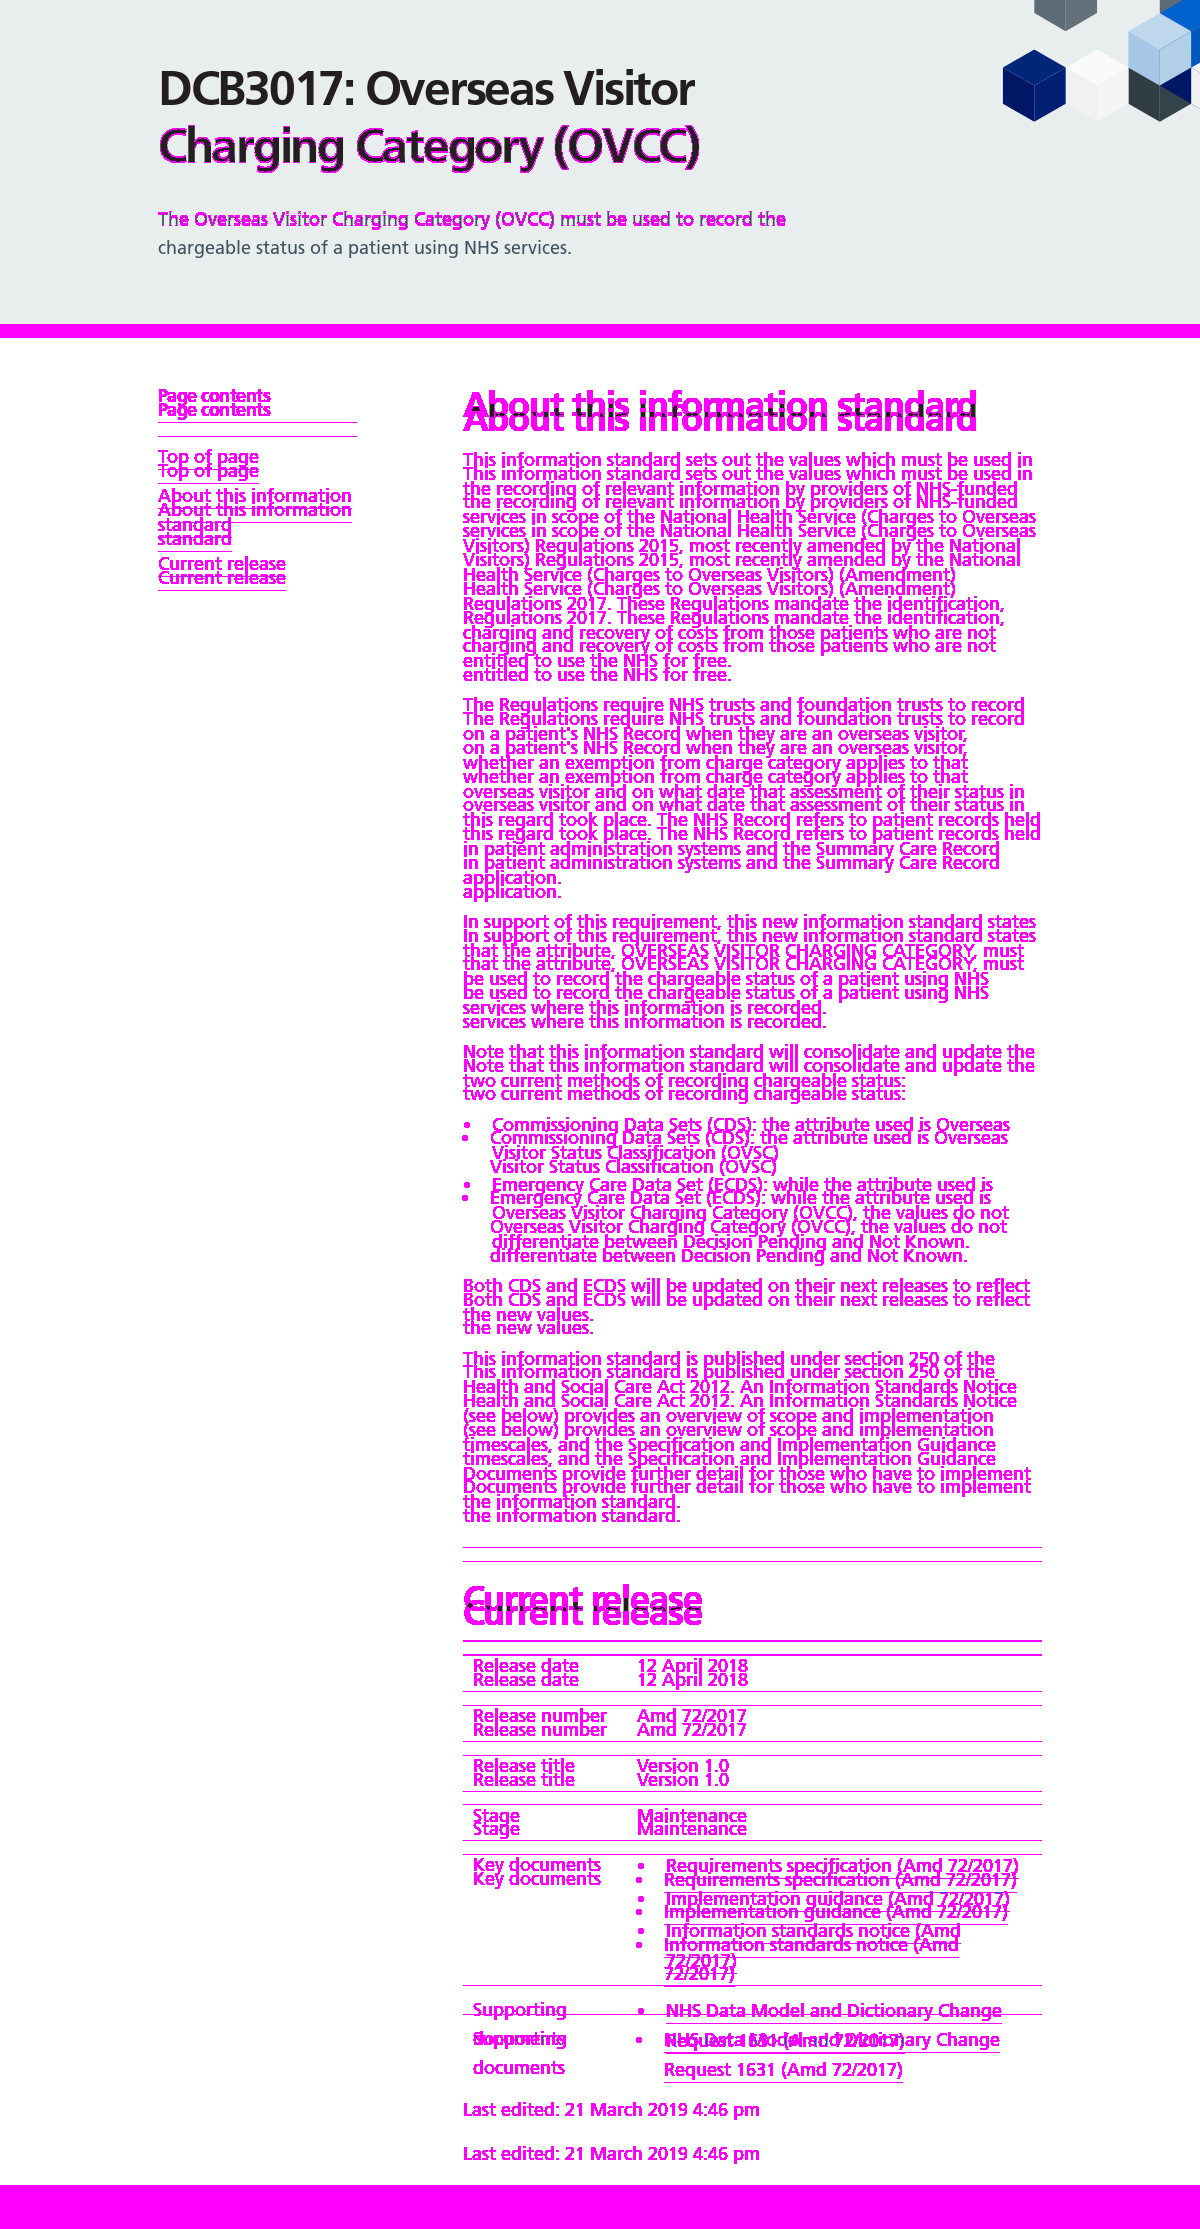 DCB3017: Overseas Visitor
Charging Category (OVCC)
The Overseas Visitor Charging Category (OVCC) must be used to record the
chargeable status of a patient using NHS services.
Page contents
Top of page
About this information
standard
Current release
About this information standard
This information standard sets out the values which must be used in
the recording of relevant information by providers of NHS-funded
services in scope of the National Health Service (Charges to Overseas
Visitors) Regulations 2015, most recently amended by the National
Health Service (Charges to Overseas Visitors) (Amendment)
Regulations 2017. These Regulations mandate the identification,
charging and recovery of costs from those patients who are not
entitled to use the NHS for free.
The Regulations require NHS trusts and foundation trusts to record
on a patient's NHS Record when they are an overseas visitor,
whether an exemption from charge category applies to that
overseas visitor and on what date that assessment of their status in
this regard took place. The NHS Record refers to patient records held
in patient administration systems and the Summary Care Record
application.
In support of this requirement, this new information standard states
that the attribute, OVERSEAS VISITOR CHARGING CATEGORY, must
be used to record the chargeable status of a patient using NHS
services where this information is recorded.
Note that this information standard will consolidate and update the
two current methods of recording chargeable status:
• Commissioning Data Sets (CDS): the attribute used is Overseas
Visitor Status Classification (OVSC)
• Emergency Care Data Set (ECDS): while the attribute used is
Overseas Visitor Charging Category (OVCC), the values do not
differentiate between Decision Pending and Not Known.
Both CDS and ECDS will be updated on their next releases to reflect
the new values.
This information standard is published under section 250 of the
Health and Social Care Act 2012. An Information Standards Notice
(see below) provides an overview of scope and implementation
timescales, and the Specification and Implementation Guidance
Documents provide further detail for those who have to implement
the information standard.
Current release
Release date 12 April 2018
Release number Amd 72/2017
Release title Version 1.0
Stage Maintenance
Key documents • Requirements specification (Amd 72/2017)
• Implementation guidance (Amd 72/2017)
• Information standards notice (Amd
72/2017)
Supporting • NHS Data Model and Dictionary Change
documents Request 1631 (Amd 72/2017)
Last edited: 21 March 2019 4:46 pm
Last edited: 21 March 2019 4:46 pm